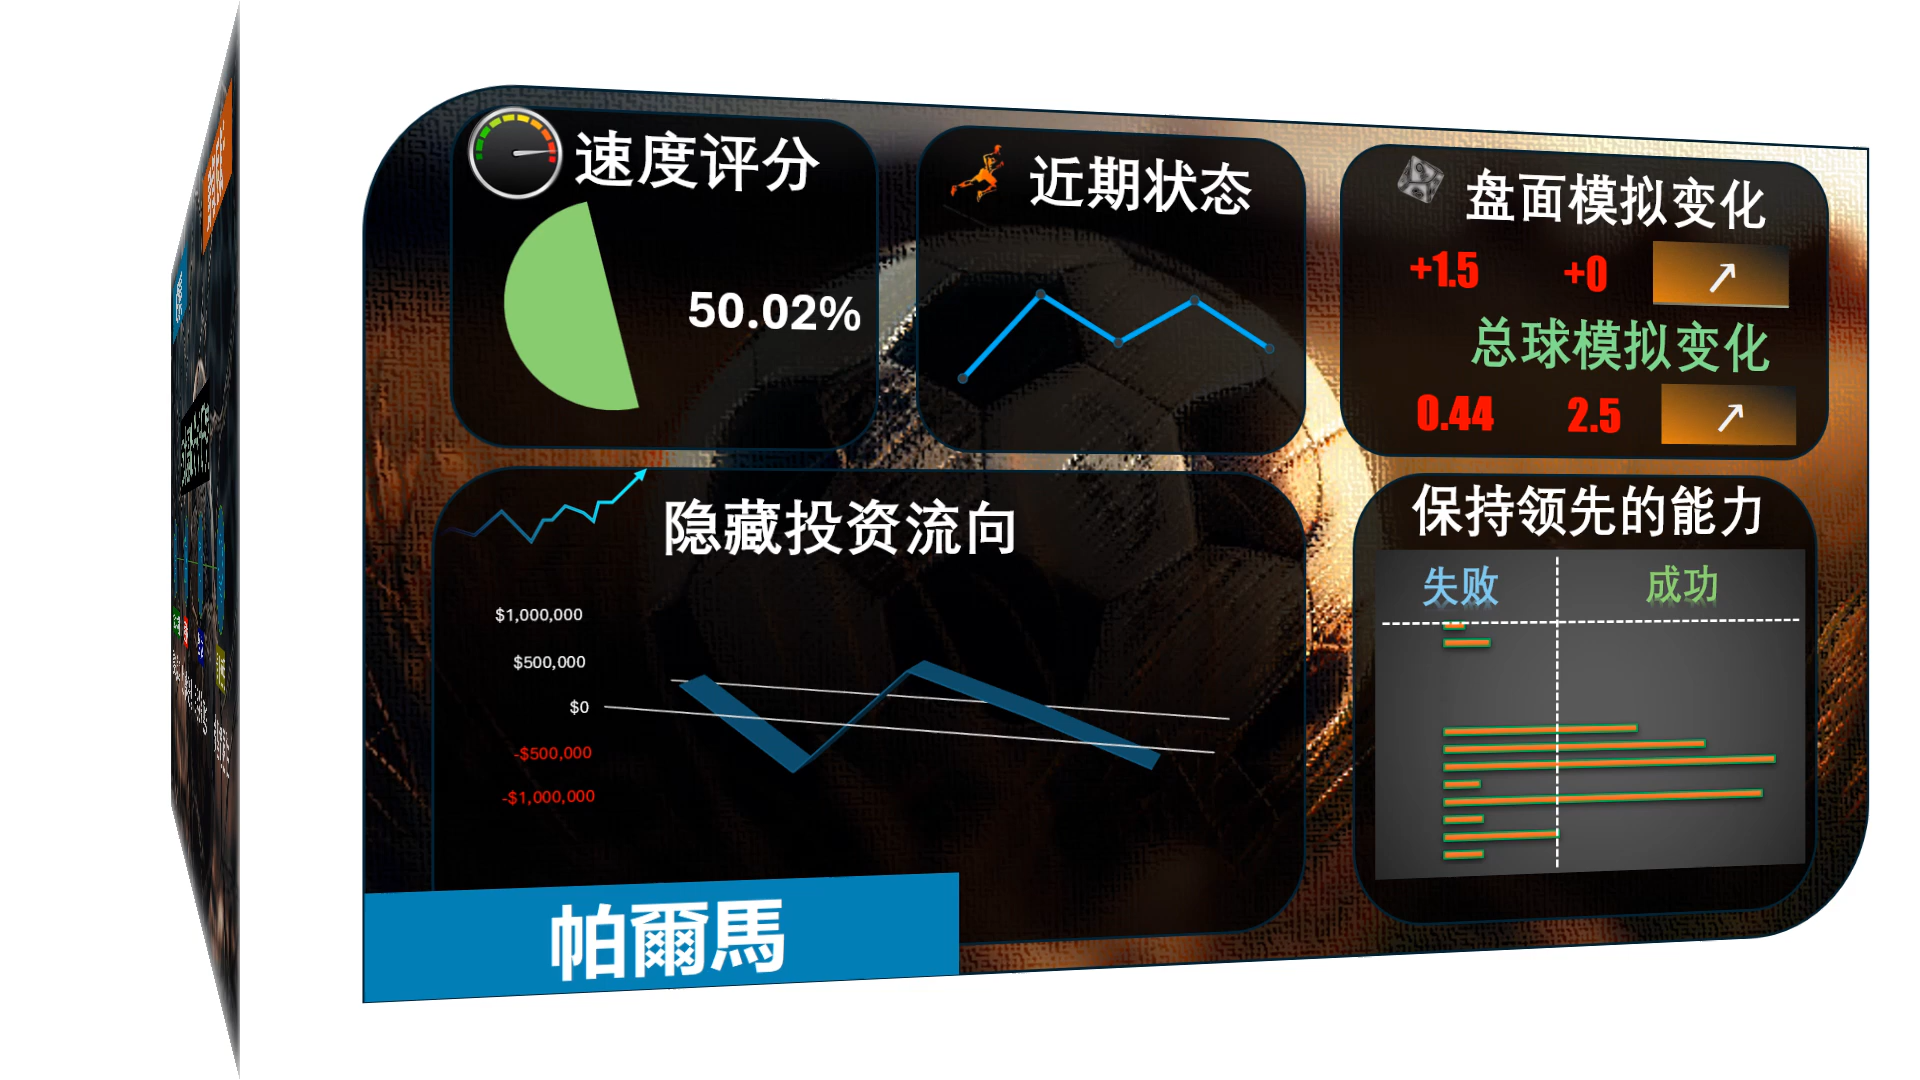 速度评分
50.02%
近期状态
盘面模拟变化
+1.5 +0 ↗
总球模拟变化
0.44 2.5 ↗
隐藏投资流向
$1,000,000
$500,000
$0
-$500,000
-$1,000,000
保持领先的能力
失败 成功
帕爾馬